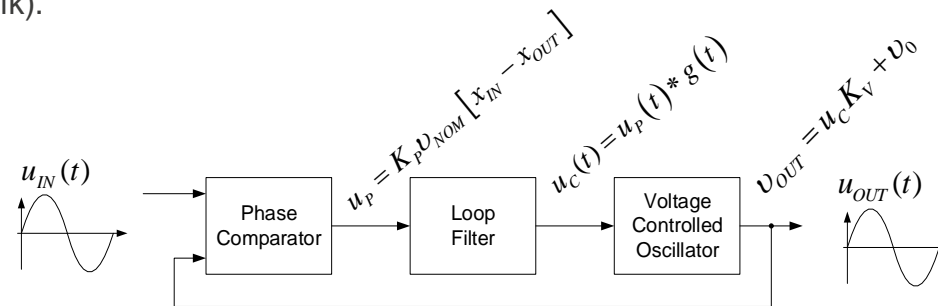 lk).
u_P = K_P υ_NOM [x_IN − x_OUT]
u_C(t) = u_P(t) * g(t)
υ_OUT = u_C K_V + υ_0
u_IN(t)
Phase
Comparator
Loop
Filter
Voltage
Controlled
Oscillator
u_OUT(t)